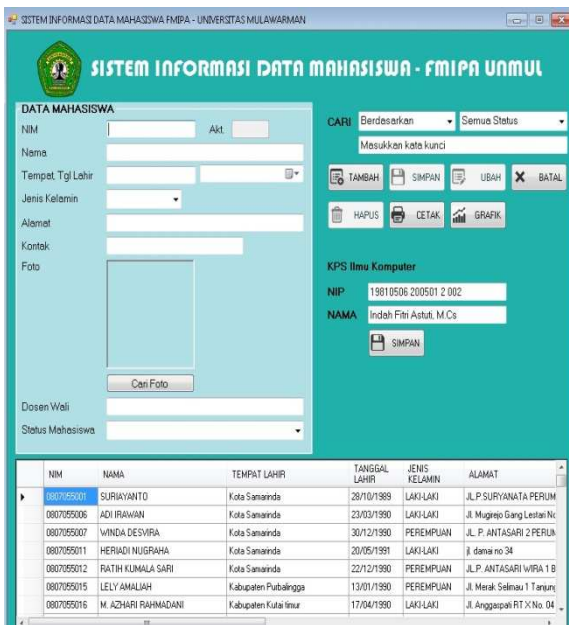 SISTEM INFORMASI DATA MAHASISWA FMIPA - UNIVERSITAS MULAWARMAN
SISTEM INFORMASI DATA MAHASISWA - FMIPA UNMUL
DATA MAHASISWA
NIM Akt.
Nama
Tempat, Tgl Lahir
Jenis Kelamin
Alamat
Kontak
Foto
Cari Foto
Dosen Wali
Status Mahasiswa
CARI Berdasarkan Semua Status
Masukkan kata kunci
TAMBAH SIMPAN UBAH BATAL
HAPUS CETAK GRAFIK
KPS Ilmu Komputer
NIP 19810506 200501 2 002
NAMA Indah Fitri Astuti, M.Cs
SIMPAN
NIM NAMA TEMPAT LAHIR TANGGAL LAHIR JENIS KELAMIN ALAMAT
0807055001 SURIAYANTO Kota Samarinda 28/10/1989 LAKI-LAKI JL.P.SURYANATA PERUM
0807055006 ADI IRAWAN Kota Samarinda 23/03/1990 LAKI-LAKI Jl. Mugirejo Gang Lestari No
0807055007 WINDA DESVIRA Kota Samarinda 30/12/1990 PEREMPUAN JL. P. ANTASARI 2 PERUM
0807055011 HERIADI NUGRAHA Kota Samarinda 20/05/1991 LAKI-LAKI jl. damai no 34
0807055012 RATIH KUMALA SARI Kota Samarinda 22/12/1990 PEREMPUAN JL.P. ANTASARI WIRA 1 B
0807055015 LELY AMALIAH Kabupaten Purbalingga 13/01/1990 PEREMPUAN Jl. Merak Selimau 1 Tanjung
0807055016 M. AZHARI RAHMADANI Kabupaten Kutai timur 17/04/1990 LAKI-LAKI Jl. Anggaspati RT X No. 04